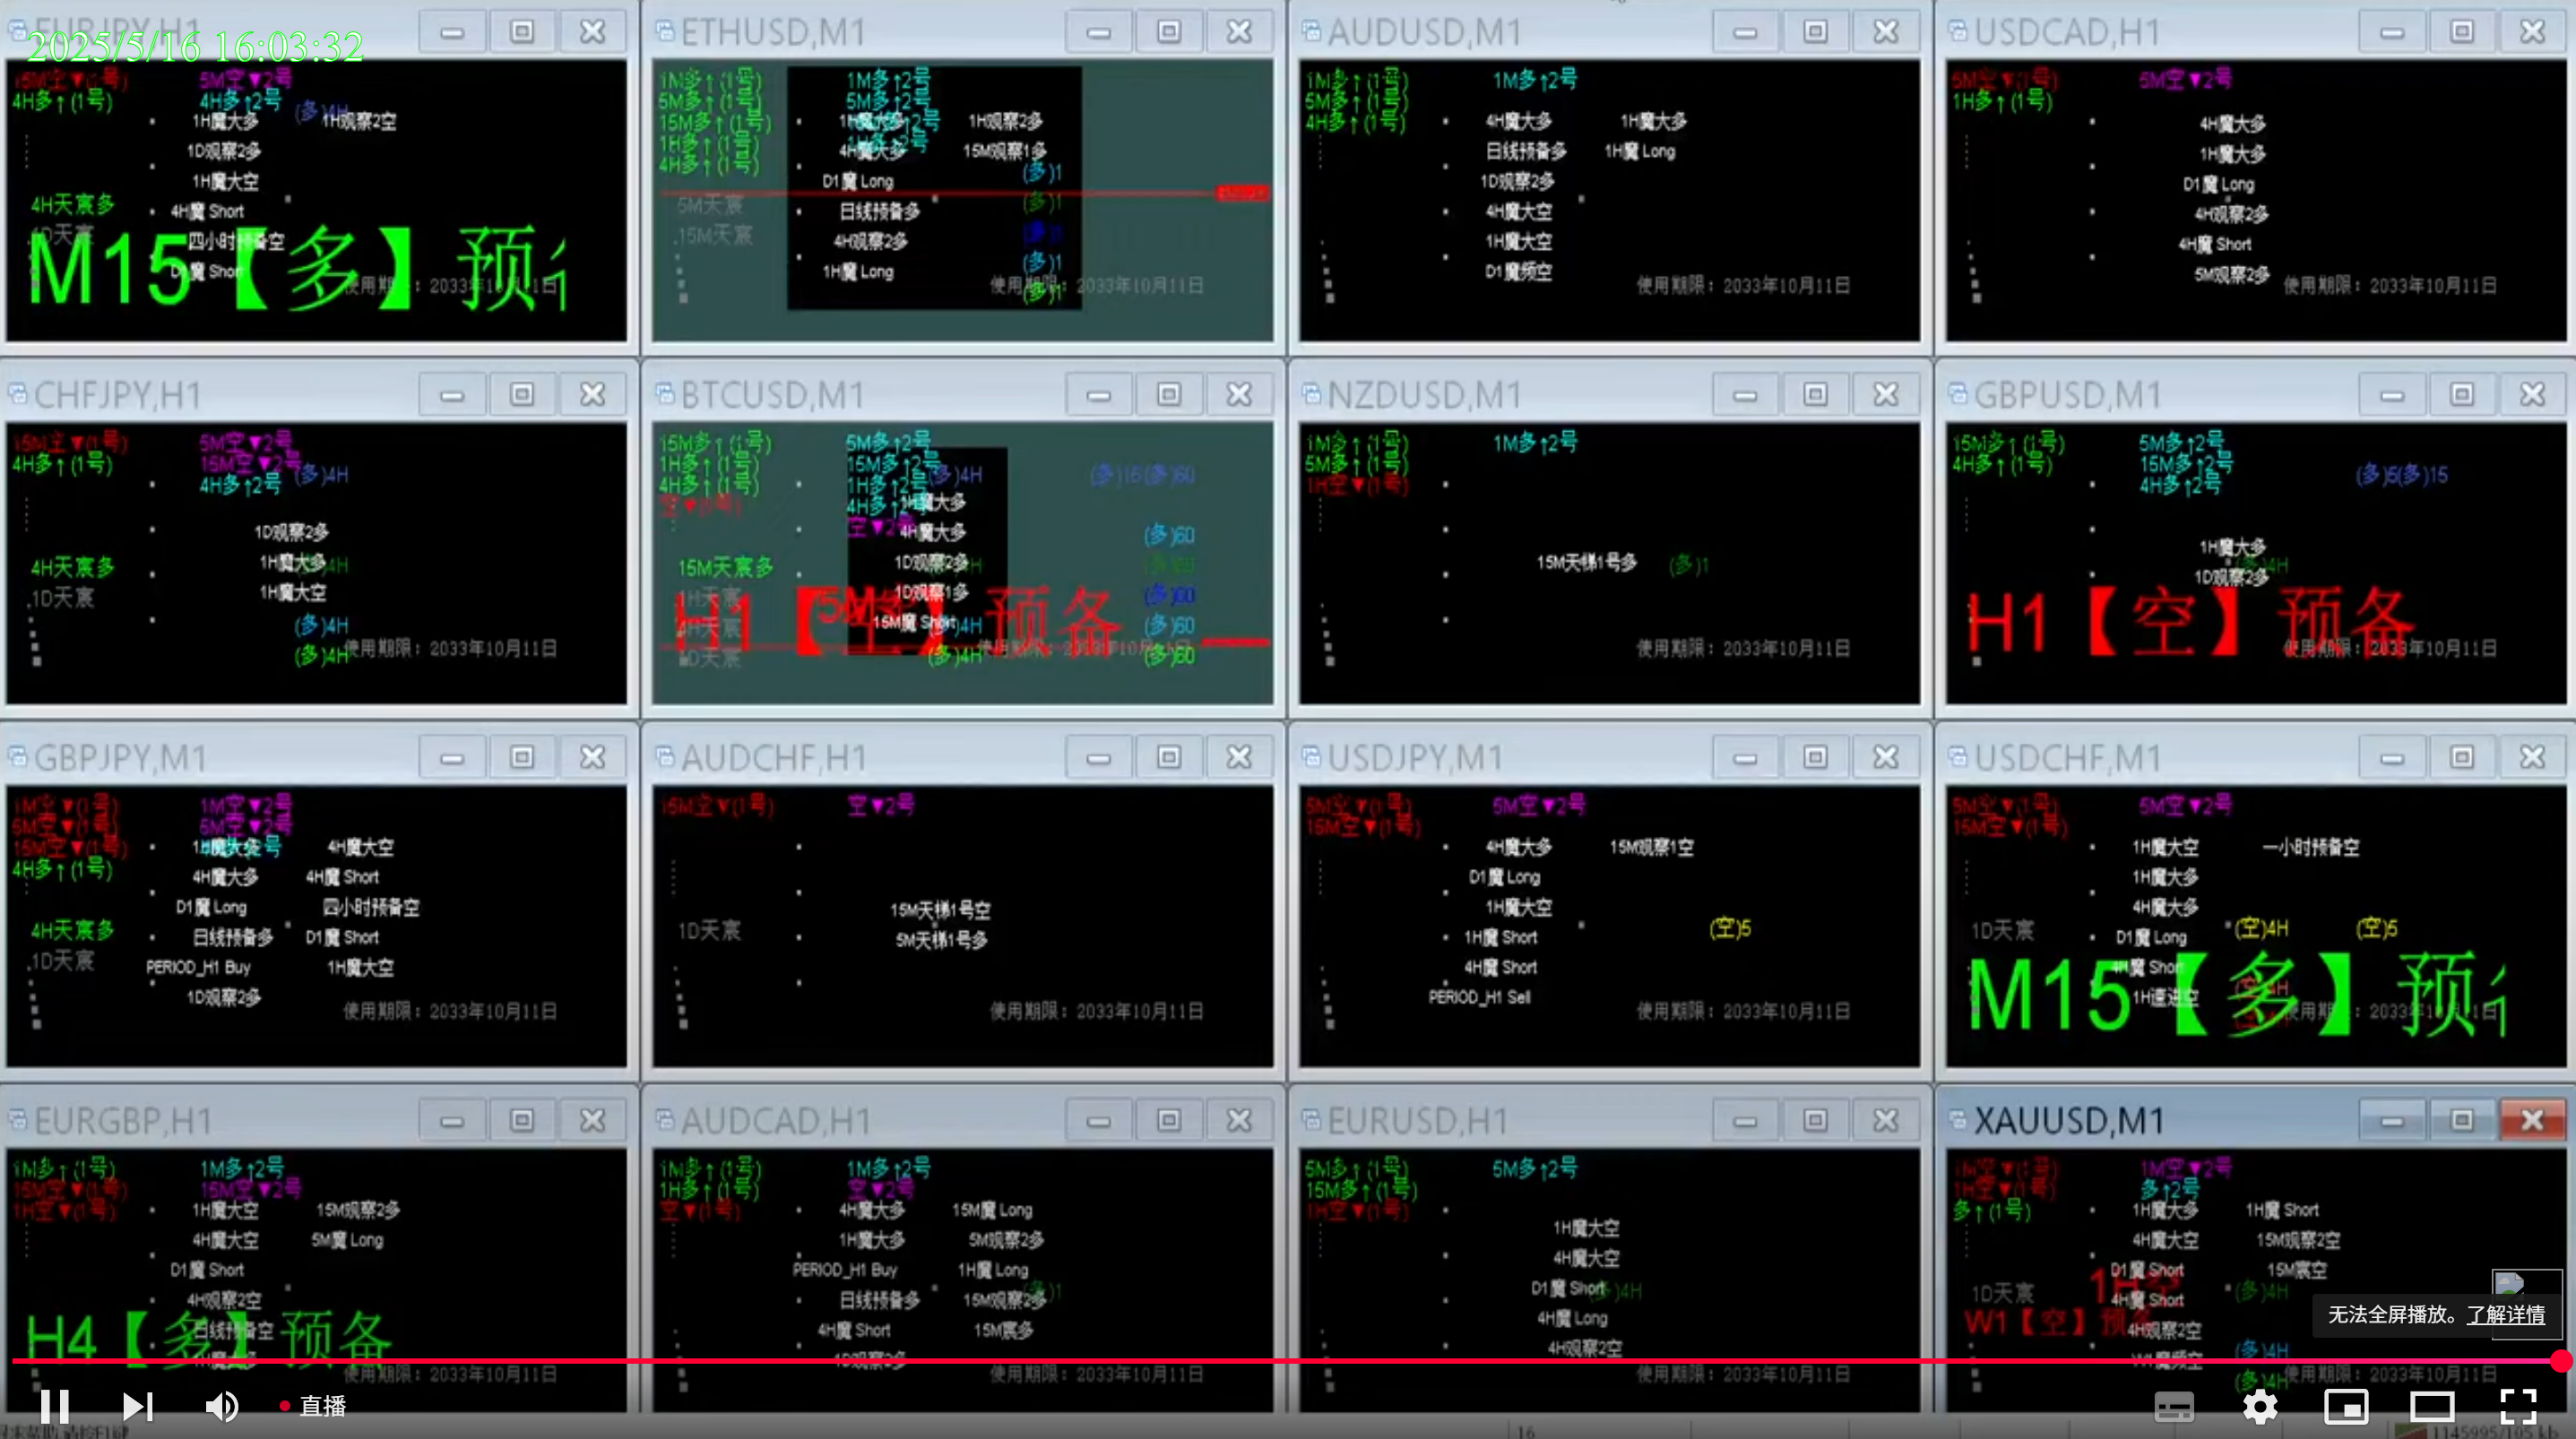 EURJPY,H1
2025/5/16 16:03:32
15M空▼(1号)
5M空▼2号
4H多↑(1号)
4H多↑2号
(多)4H
1H魔大多
1H观察2空
1D观察2多
1H魔大空
4H天宸多
4H魔 Short
1D天宸
四小时预备空
M15【多】预
D1魔 Short
使用期限：2033年10月11日
ETHUSD,M1
1M多↑(1号)
1M多↑2号
5M多↑(1号)
5M多↑2号
15M多↑(1号)
1H魔大多
1H观察2多
1H多↑(1号)
4H魔大多
15M观察1多
4H多↑(1号)
(多)1
D1魔 Long
5M天宸
(多)1
日线预备多
.15M天宸
(多)1
4H观察2多
(多)1
1H魔 Long
使用期限：2033年10月11日
(多)1
AUDUSD,M1
1M多↑(1号)
1M多↑2号
5M多↑(1号)
4H多↑(1号)
4H魔大多
1H魔大多
日线预备多
1H魔 Long
1D观察2多
4H魔大空
1H魔大空
D1魔频空
使用期限：2033年10月11日
USDCAD,H1
5M空▼(1号)
5M空▼2号
1H多↑(1号)
4H魔大多
1H魔大多
D1魔 Long
4H观察2多
4H魔 Short
5M观察2多
使用期限：2033年10月11日
CHFJPY,H1
15M空▼(1号)
5M空▼2号
4H多↑(1号)
15M空▼2号
(多)4H
4H多↑2号
1D观察2多
4H天宸多
1H魔大多
4H
.1D天宸
1H魔大空
(多)4H
(多)4H
使用期限：2033年10月11日
BTCUSD,M1
15M多↑(1号)
5M多↑2号
1H多↑(1号)
15M多↑2号
(多)4H
(多)15(多)60
4H多↑(1号)
1H多↑2号
空▼(1号)
4H多↑2号
1H魔大多
空▼2号
4H魔大多
(多)60
15M天宸多
1D观察2多
(多)60
1H天宸
1D观察1多
(多)60
H1【空】预备
4H天宸
15M魔 Short
)4H
(多)60
1D天宸
(多)4H
(多)60
NZDUSD,M1
1M多↑(1号)
1M多↑2号
5M多↑(1号)
1H空▼(1号)
15M天梯1号多
(多)1
使用期限：2033年10月11日
GBPUSD,M1
15M多↑(1号)
5M多↑2号
4H多↑(1号)
15M多↑2号
(多)5(多)15
4H多↑2号
1H魔大多
4H
1D观察2多
H1【空】预备
使用期限：2033年10月11日
GBPJPY,M1
1M空▼(1号)
1M空▼2号
5M空▼(1号)
5M空▼2号
15M空▼(1号)
1H魔大多
4H魔大空
4H多↑(1号)
4H魔大多
4H魔 Short
D1魔 Long
四小时预备空
4H天宸多
日线预备多
D1魔 Short
.1D天宸
PERIOD_H1 Buy
1H魔大空
1D观察2多
使用期限：2033年10月11日
AUDCHF,H1
15M空▼(1号)
空▼2号
15M天梯1号空
1D天宸
5M天梯1号多
使用期限：2033年10月11日
USDJPY,M1
5M空▼(1号)
5M空▼2号
15M空▼(1号)
4H魔大多
15M观察1空
D1魔 Long
1H魔大空
(空)5
1H魔 Short
4H魔 Short
PERIOD_H1 Sell
使用期限：2033年10月11日
USDCHF,M1
5M空▼(1号)
5M空▼2号
15M空▼(1号)
1H魔大空
一小时预备空
1H魔大多
4H魔大多
1D天宸
(空)4H
(空)5
D1魔 Long
4H魔 Short
M15【多】预
1H速进空
EURGBP,H1
1M多↑(1号)
1M多↑2号
15M空▼(1号)
15M空▼2号
1H空▼(1号)
1H魔大空
15M观察2多
4H魔大空
5M魔 Long
D1魔 Short
4H观察2空
H4【多】预备
日线预备空
使用期限：2033年10月11日
AUDCAD,H1
1M多↑(1号)
1M多↑2号
1H多↑(1号)
空▼2号
空▼(1号)
4H魔大多
15M魔 Long
1H魔大多
5M观察2多
PERIOD_H1 Buy
1H魔 Long
日线预备多
15M观察2多
4H魔 Short
15M宸多
1D观察2多
使用期限：2033年10月11日
EURUSD,H1
5M多↑(1号)
5M多↑2号
15M多↑(1号)
1H空▼(1号)
1H魔大空
4H魔大空
D1魔 Short
)4H
4H魔 Long
4H观察2空
使用期限：2033年10月11日
XAUUSD,M1
1M空▼(1号)
1M空▼2号
1H空▼(1号)
多↑2号
多↑(1号)
1H魔大多
1H魔 Short
4H魔大空
15M观察2空
D1魔 Short
15M宸空
1D天宸
(多)4H
4H魔 Short
W1【空】预
4H观察2空
(多)4H
W1魔频空
(多)4H
使用期限：2033年10月11日
无法全屏播放。了解详情
直播
16
1145995/105 kb